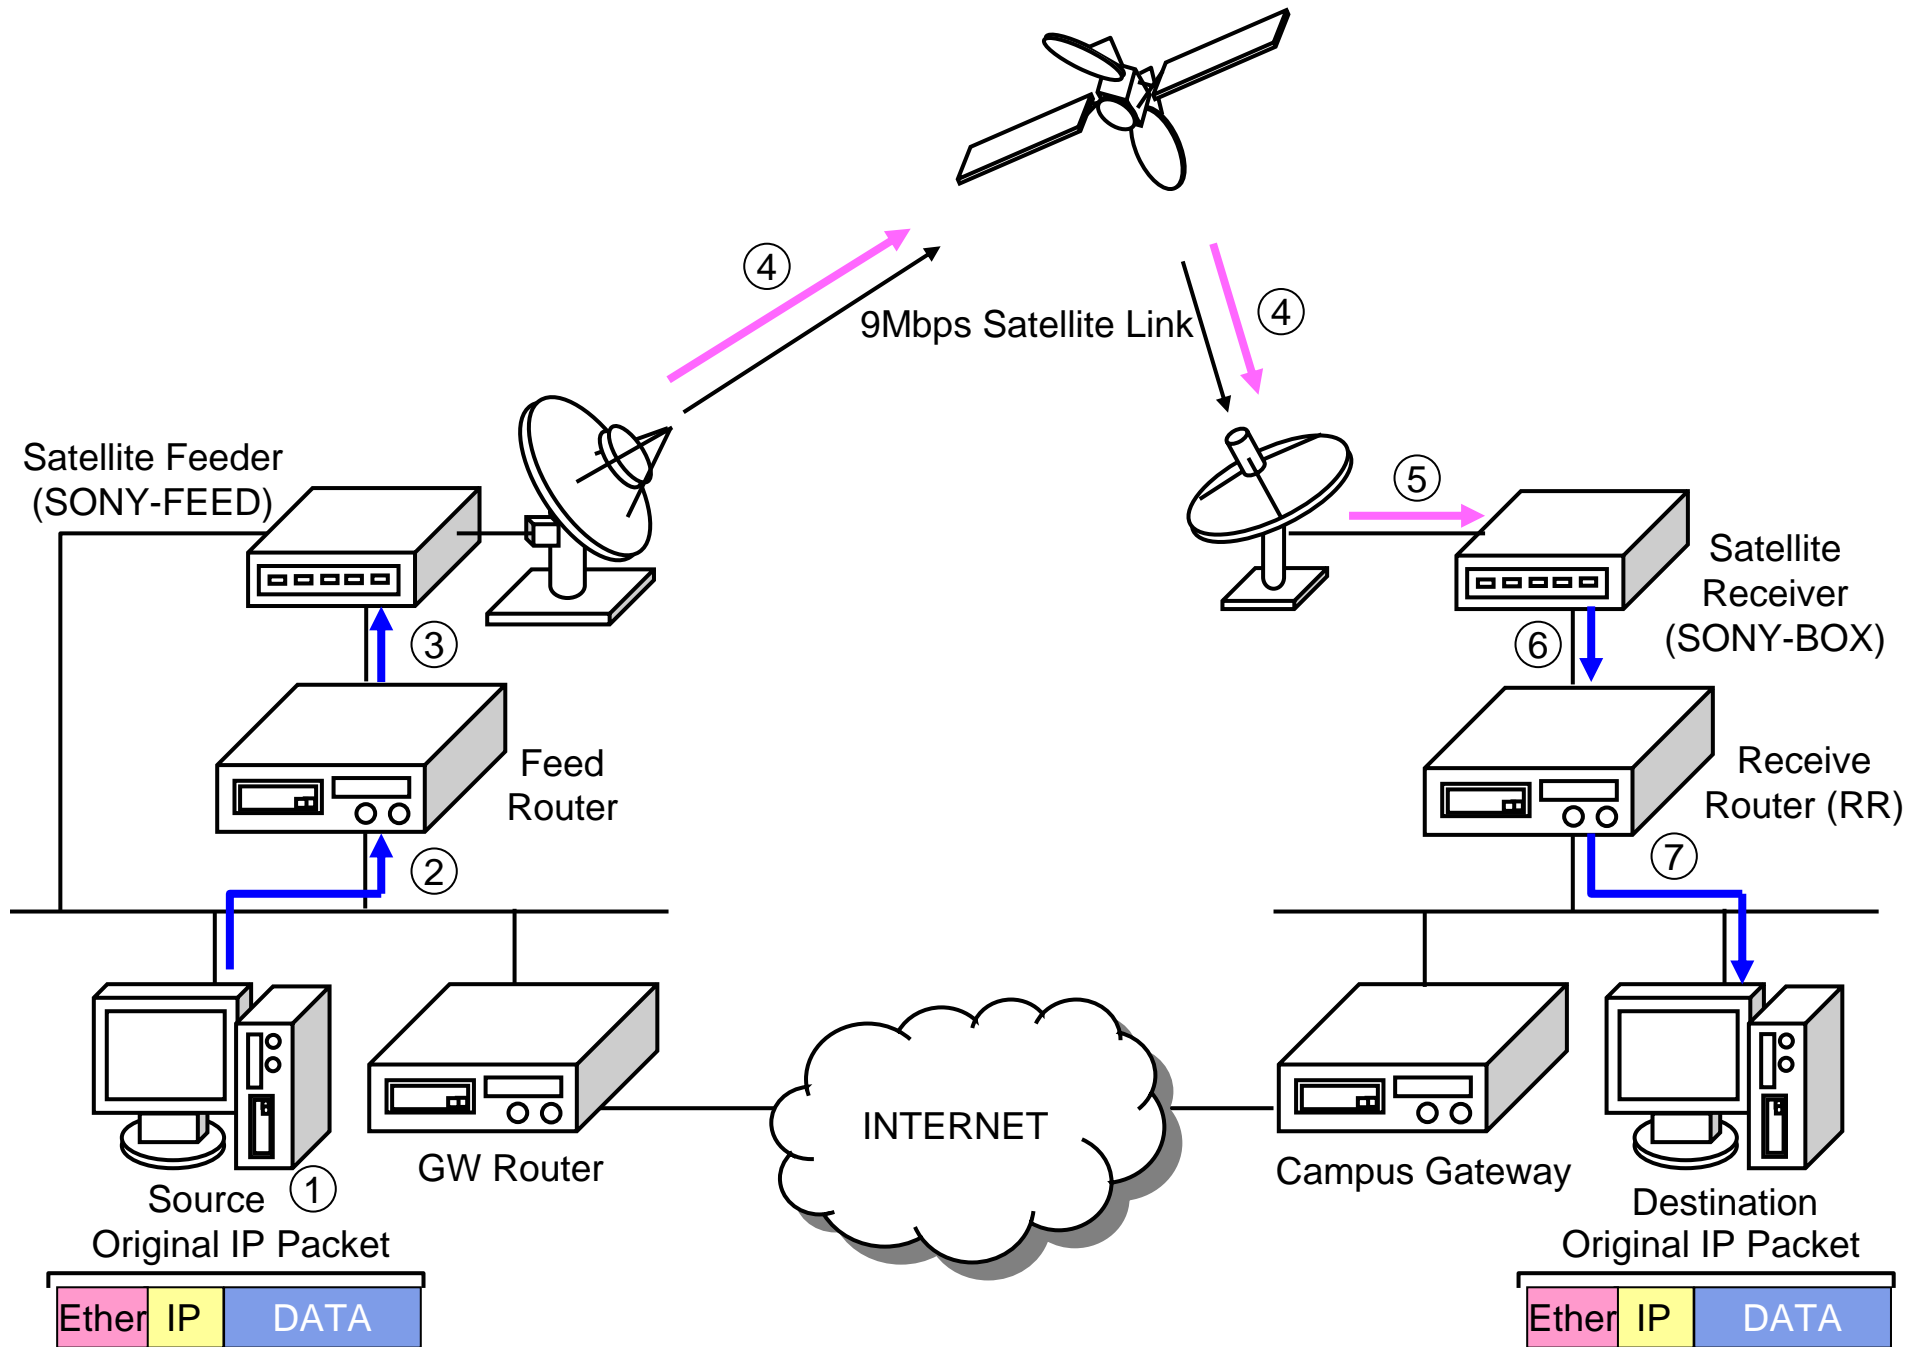 ④
9Mbps Satellite Link
④
Satellite Feeder
(SONY-FEED)
⑤
Satellite
Receiver
(SONY-BOX)
③
⑥
Feed
Router
Receive
Router (RR)
②
⑦
INTERNET
GW Router
Campus Gateway
Source ①
Original IP Packet
Ether IP DATA
Destination
Original IP Packet
Ether IP DATA